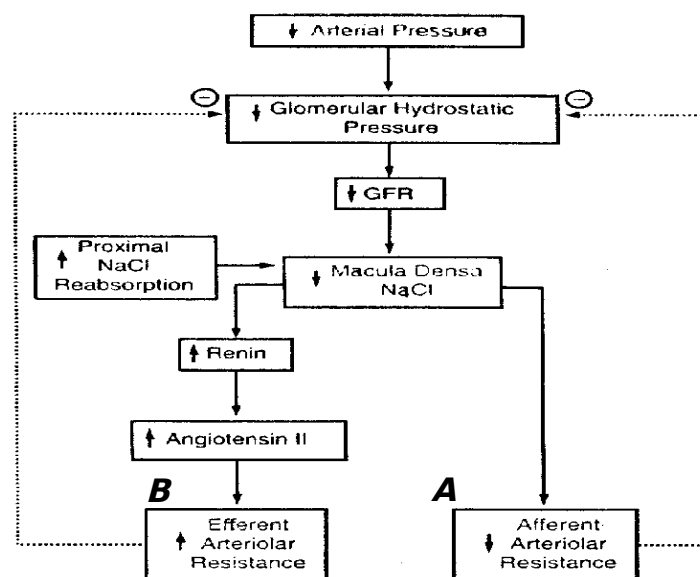 ↓ Arterial Pressure
↓ Glomerular Hydrostatic
Pressure
↓ GFR
↑ Proximal
NaCl
Reabsorption
↓ Macula Densa
NaCl
↑ Renin
↑ Angiotensin II
B
↑ Efferent
Arteriolar
Resistance
A
↓ Afferent
Arteriolar
Resistance